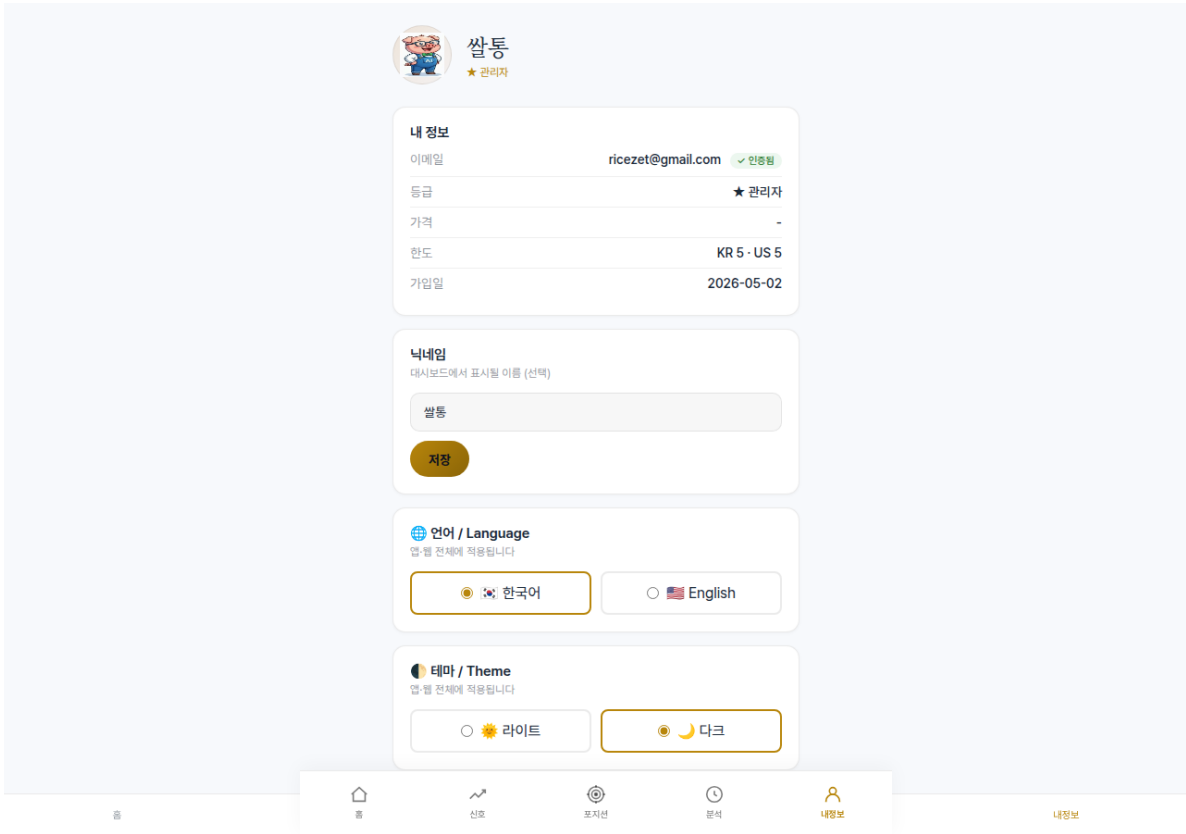 쌀통
★ 관리자
내 정보
이메일 ricezet@gmail.com ✓ 인증됨
등급 ★ 관리자
가격 -
한도 KR 5 · US 5
가입일 2026-05-02
닉네임
대시보드에서 표시될 이름 (선택)
쌀통
저장
🌐 언어 / Language
앱·웹 전체에 적용됩니다
🇰🇷 한국어 🇺🇸 English
🌓 테마 / Theme
앱·웹 전체에 적용됩니다
🌞 라이트 🌙 다크
홈 신호 포지션 분석 내정보
홈 내정보